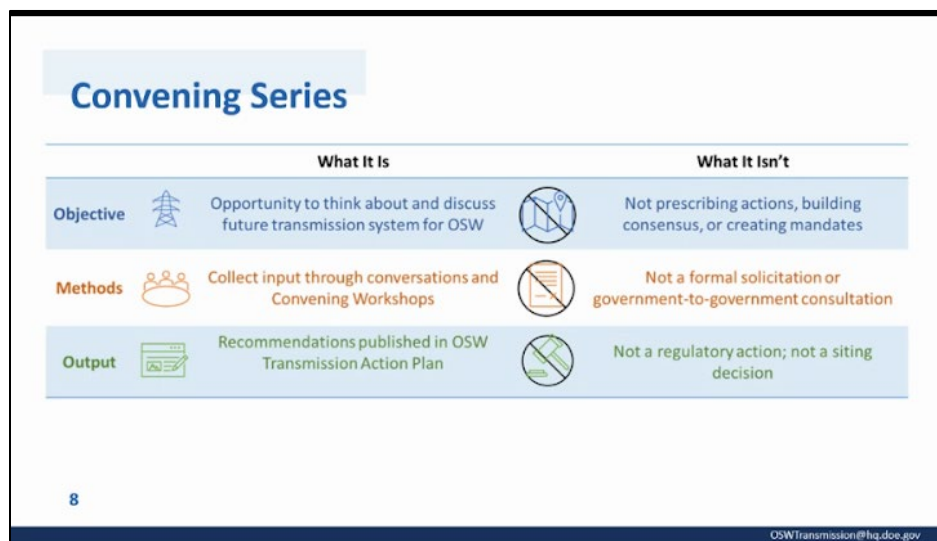 Convening Series
What It Is
What It Isn't
Objective
Opportunity to think about and discuss
future transmission system for OSW
Not prescribing actions, building
consensus, or creating mandates
Methods
Collect input through conversations and
Convening Workshops
Not a formal solicitation or
government-to-government consultation
Output
Recommendations published in OSW
Transmission Action Plan
Not a regulatory action; not a siting
decision
8
OSWTransmission@hq.doe.gov